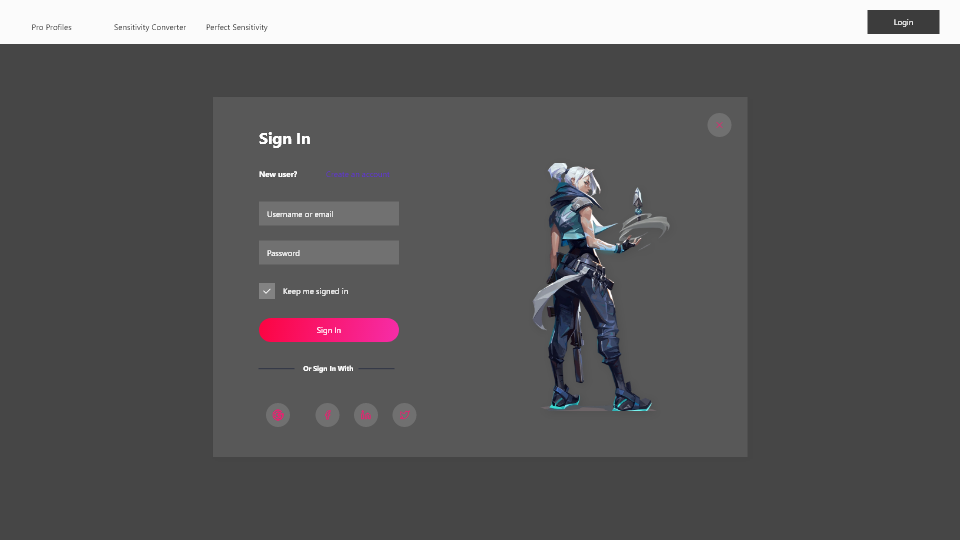 Pro Profiles
Sensitivity Converter
Perfect Sensitivity
Login
Sign In
New user?
Username or email
Password
Keep me signed in
Sign In
Or Sign In With